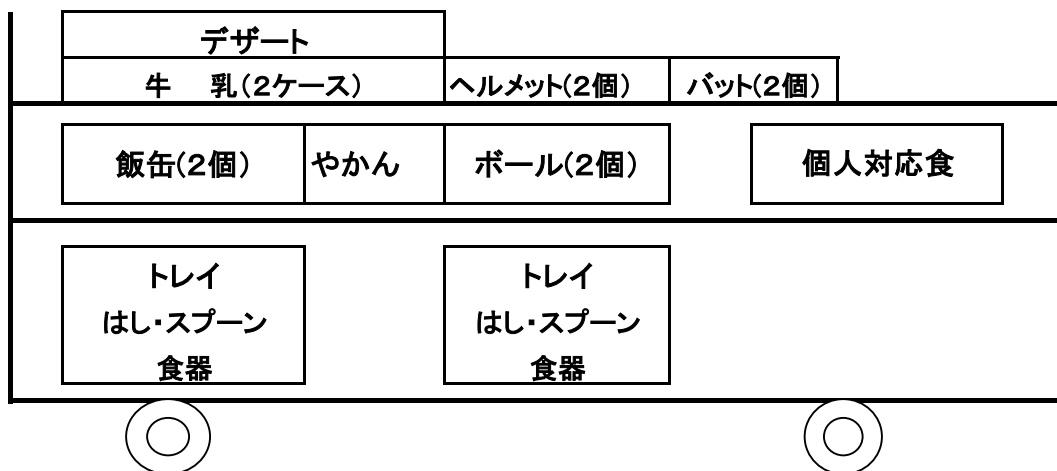 デザート
牛　乳(2ケース)
ヘルメット(2個)
バット(2個)
飯缶(2個)
やかん
ボール(2個)
個人対応食
トレイ
はし・スプーン
食器
トレイ
はし・スプーン
食器